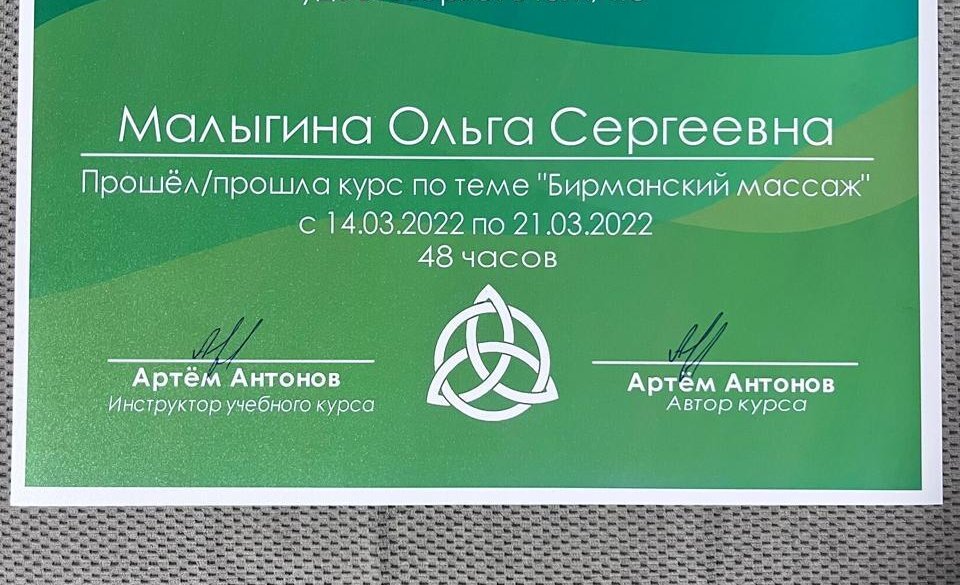 Малыгина Ольга Сергеевна
Прошёл/прошла курс по теме "Бирманский массаж"
с 14.03.2022 по 21.03.2022
48 часов
Артём Антонов
Инструктор учебного курса
Артём Антонов
Автор курса